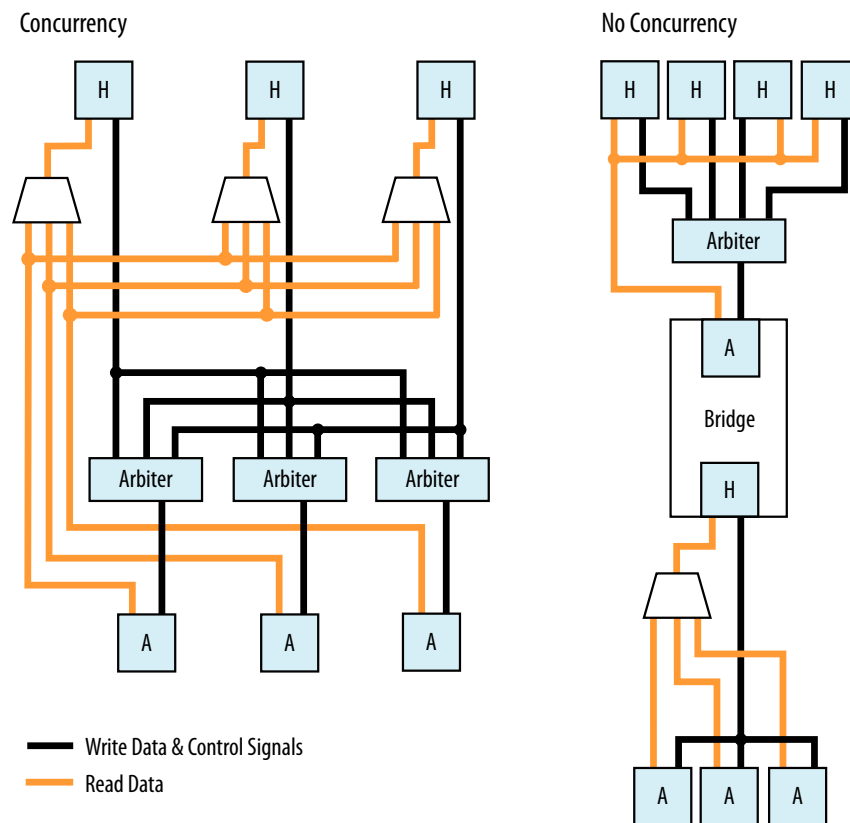 Concurrency
No Concurrency
H
H
H
H
H
H
H
Arbiter
A
Bridge
H
Arbiter
Arbiter
Arbiter
A
A
A
Write Data & Control Signals
Read Data
A
A
A